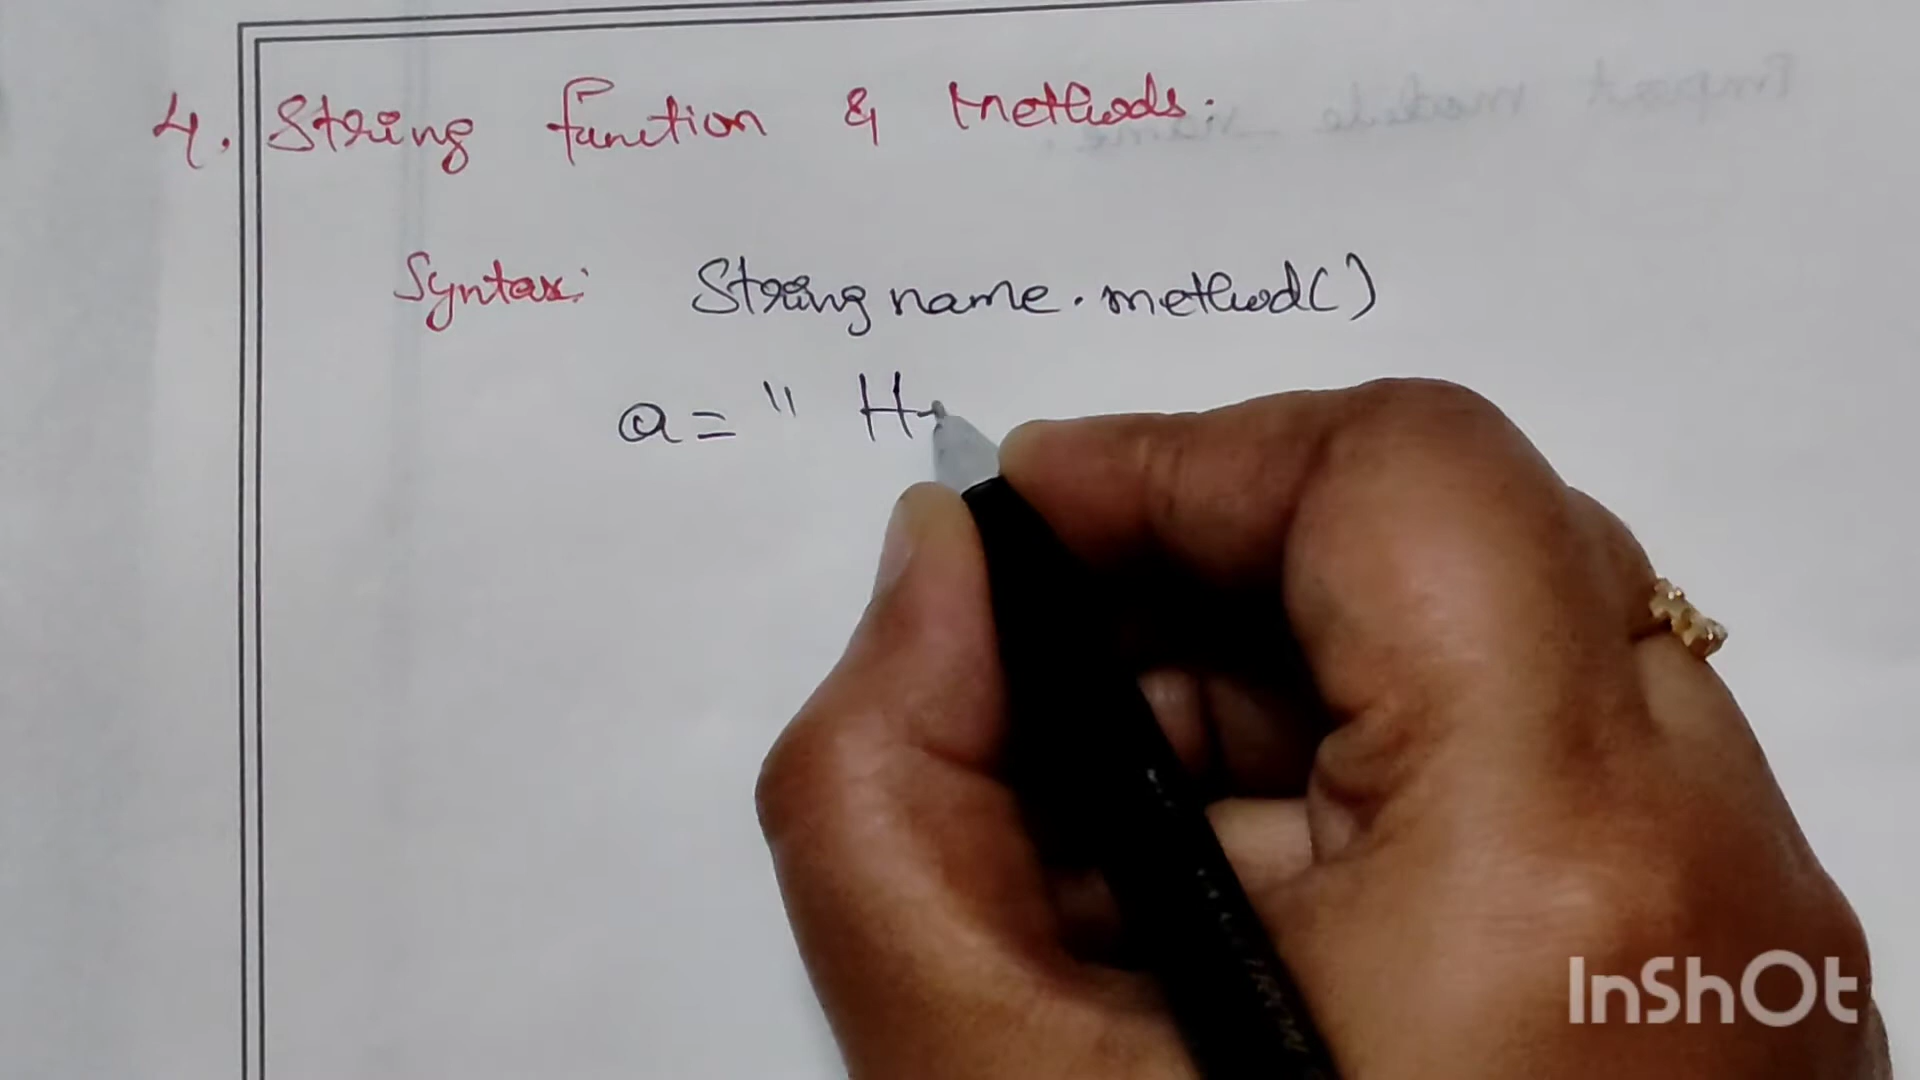 4. String function & Methods:
Syntax: String name.method()
a = " H
InShOt